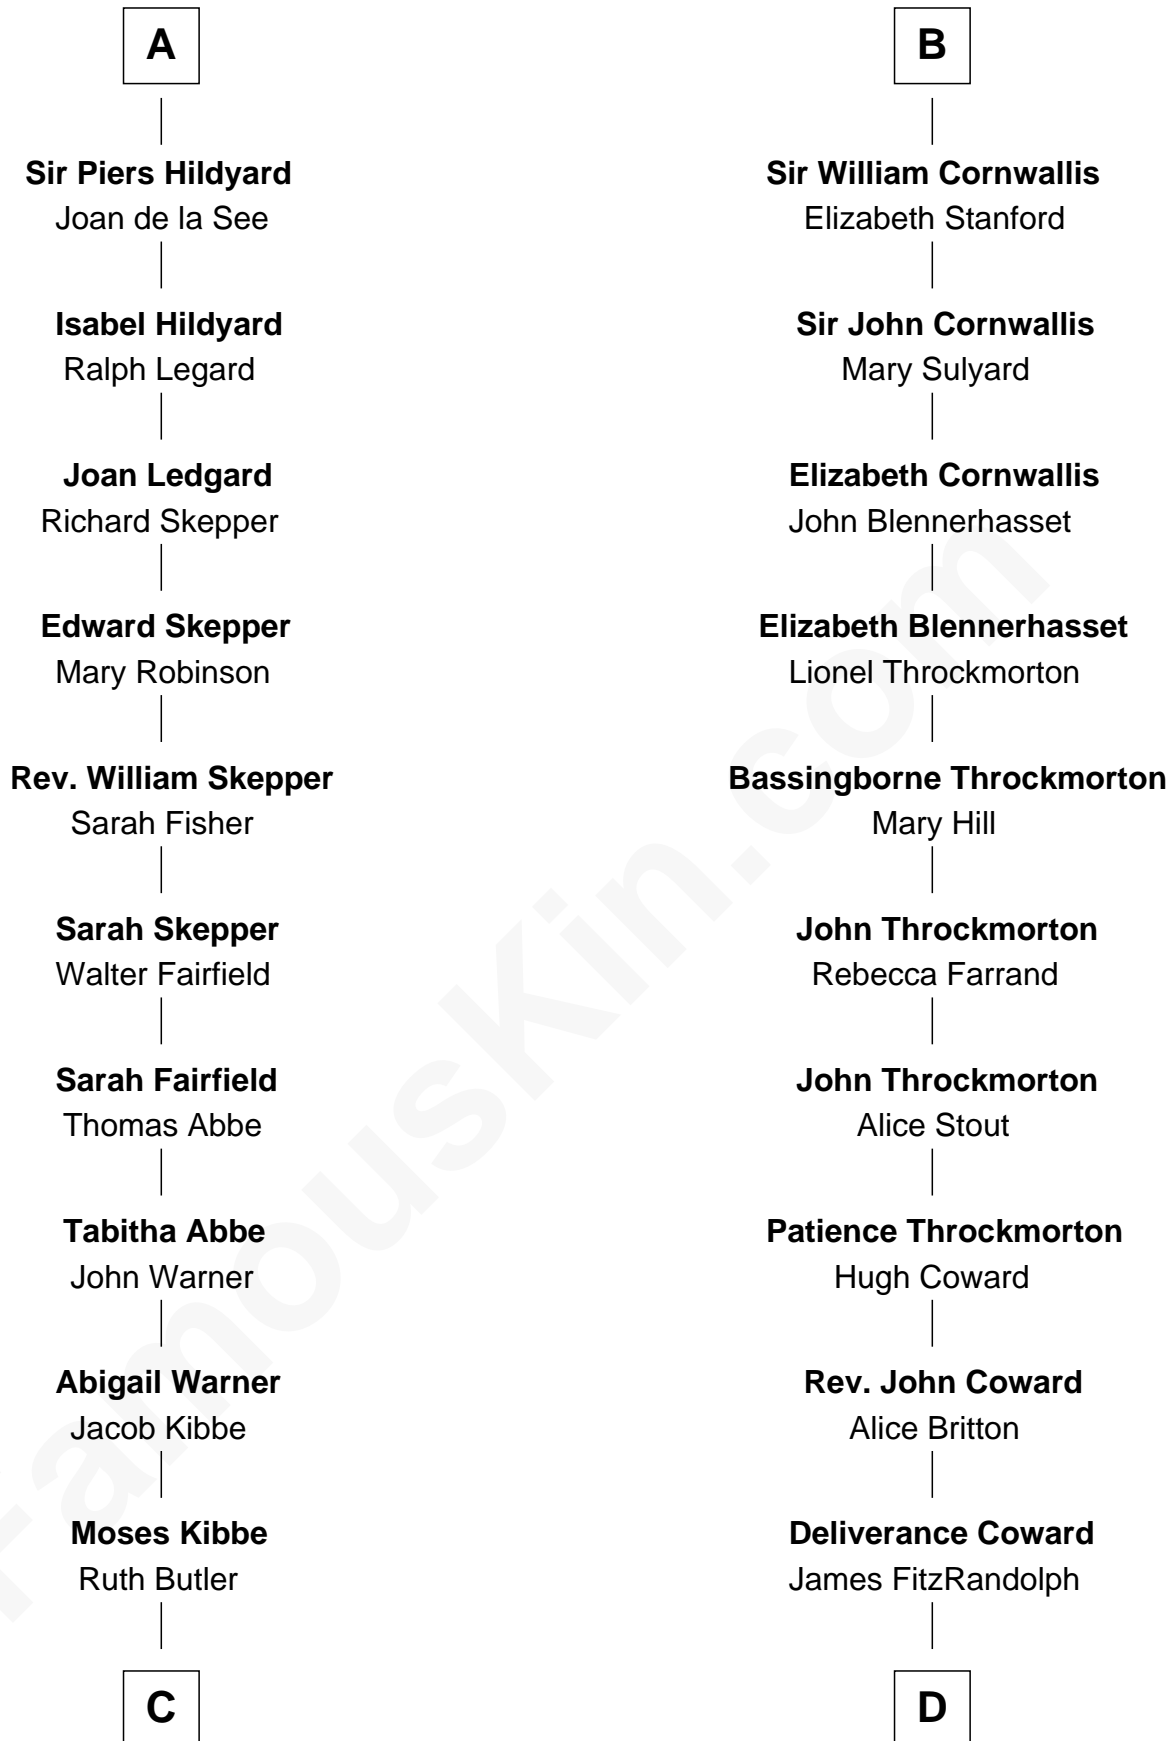 A
Sir Piers Hildyard
Joan de la See
Isabel Hildyard
Ralph Legard
Joan Ledgard
Richard Skepper
Edward Skepper
Mary Robinson
Rev. William Skepper
Sarah Fisher
Sarah Skepper
Walter Fairfield
Sarah Fairfield
Thomas Abbe
Tabitha Abbe
John Warner
Abigail Warner
Jacob Kibbe
Moses Kibbe
Ruth Butler
C
B
Sir William Cornwallis
Elizabeth Stanford
Sir John Cornwallis
Mary Sulyard
Elizabeth Cornwallis
John Blennerhasset
Elizabeth Blennerhasset
Lionel Throckmorton
Bassingborne Throckmorton
Mary Hill
John Throckmorton
Rebecca Farrand
John Throckmorton
Alice Stout
Patience Throckmorton
Hugh Coward
Rev. John Coward
Alice Britton
Deliverance Coward
James FitzRandolph
D
FamousKin.com